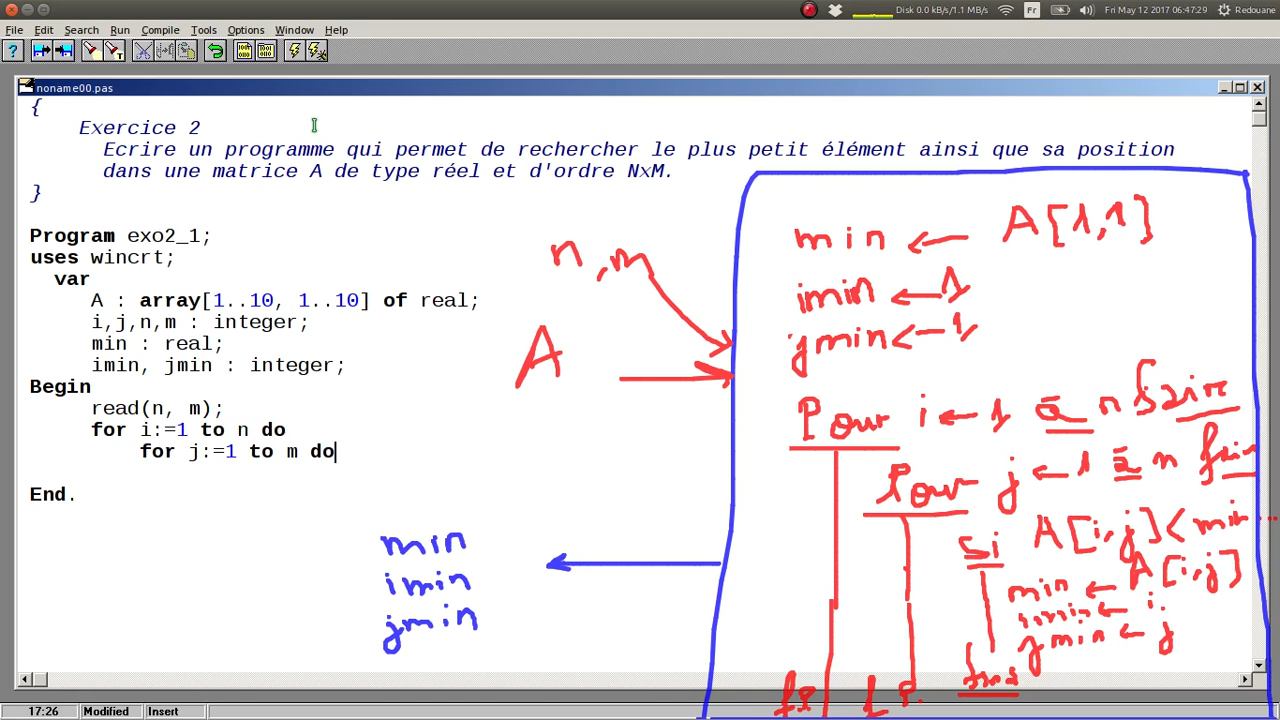 Disk 0.0 kB/s/1.1 MB/s Fr Fri May 12 2017 06:47:29 Redouane
File Edit Search Run Compile Tools Options Window Help
noname00.pas
{
Exercice 2
Ecrire un programme qui permet de rechercher le plus petit élément ainsi que sa position
dans une matrice A de type réel et d'ordre NxM.
}
Program exo2_1;
uses wincrt;
var
A : array[1..10, 1..10] of real;
i,j,n,m : integer;
min : real;
imin, jmin : integer;
Begin
read(n, m);
for i:=1 to n do
for j:=1 to m do
End.
n,m
A
min
imin
jmin
min ← A[1,1]
imin ← 1
jmin ← 1
Pour i ← 1 à n faire
Pour j ← 1 à n faire
si A[i,j] < min ...
min ← A[i,j]
imin ← i
jmin ← j
fP fP.
17:26 Modified Insert